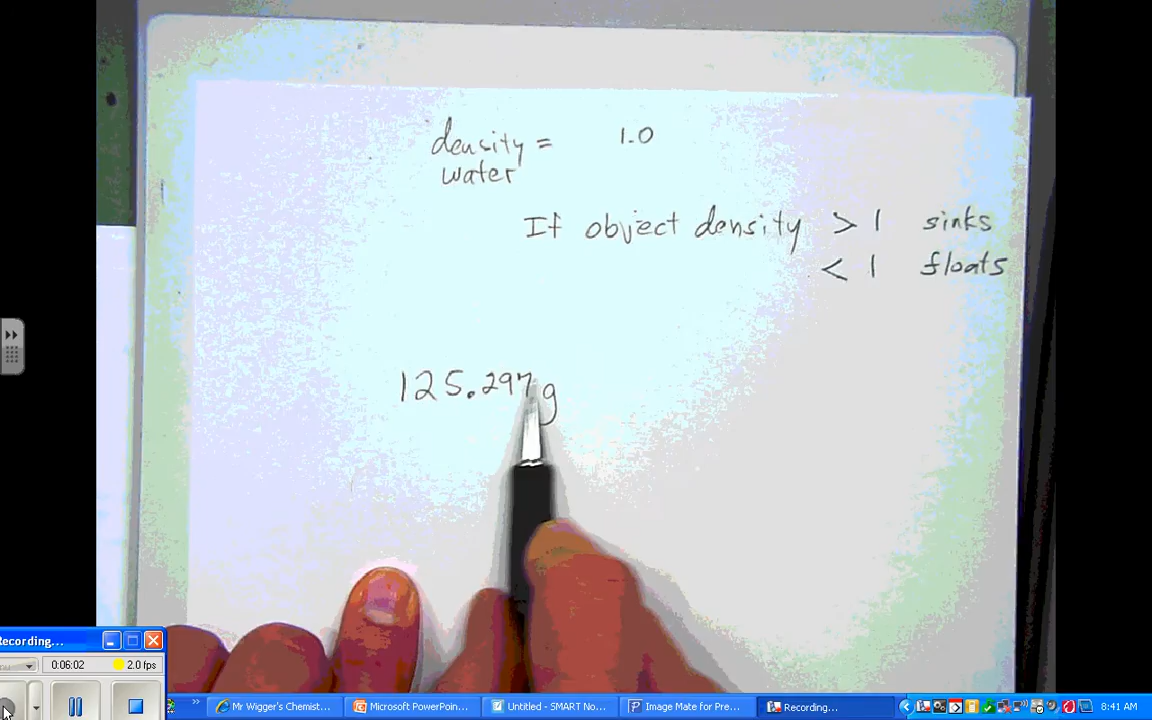 density = 1.0
water
If object density > 1 sinks
< 1 floats
125.297g
Recording...
0:06:02
2.0 fps
Mr Wigger's Chemist...
Microsoft PowerPoin...
Untitled - SMART No...
Image Mate for Pre...
Recording...
8:41 AM